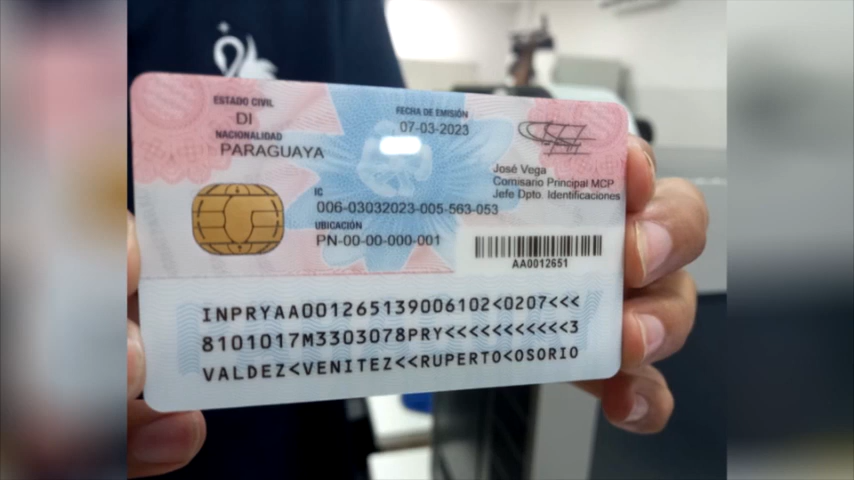 ESTADO CIVIL
DI
NACIONALIDAD
PARAGUAYA
FECHA DE EMISIÓN
07-03-2023
José Vega
Comisario Principal MCP
Jefe Dpto. Identificaciones
IC
006-03032023-005-563-053
UBICACIÓN
PN-00-00-000-001
AA0012651
INPRYAA001265139006102<0207<<<
8101017M3303078PRY<<<<<<<<<<<3
VALDEZ<VENITEZ<<RUPERTO<OSORIO